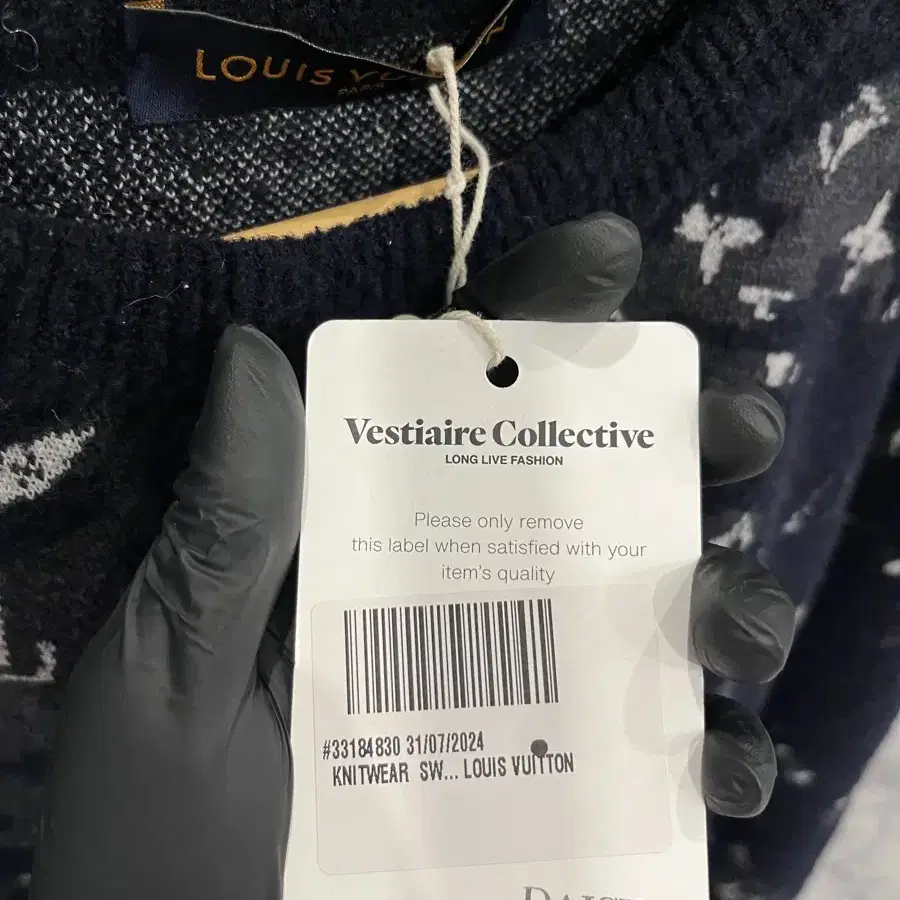 LOUIS
PARIS
Vestiaire Collective
LONG LIVE FASHION
Please only remove
this label when satisfied with your
item's quality
#33184830 31/07/2024
KNITWEAR SW... LOUIS VUITTON